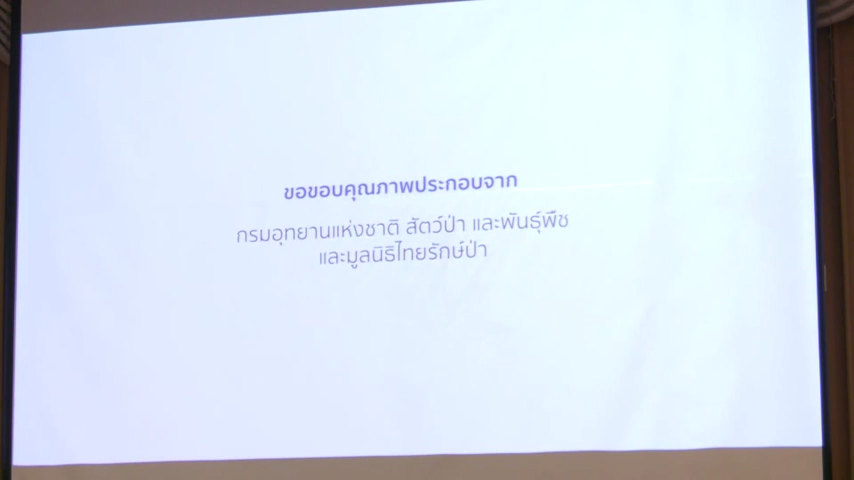 ขอขอบคุณภาพประกอบจาก
กรมอุทยานแห่งชาติ สัตว์ป่า และพันธุ์พืช
และมูลนิธิไทยรักษ์ป่า